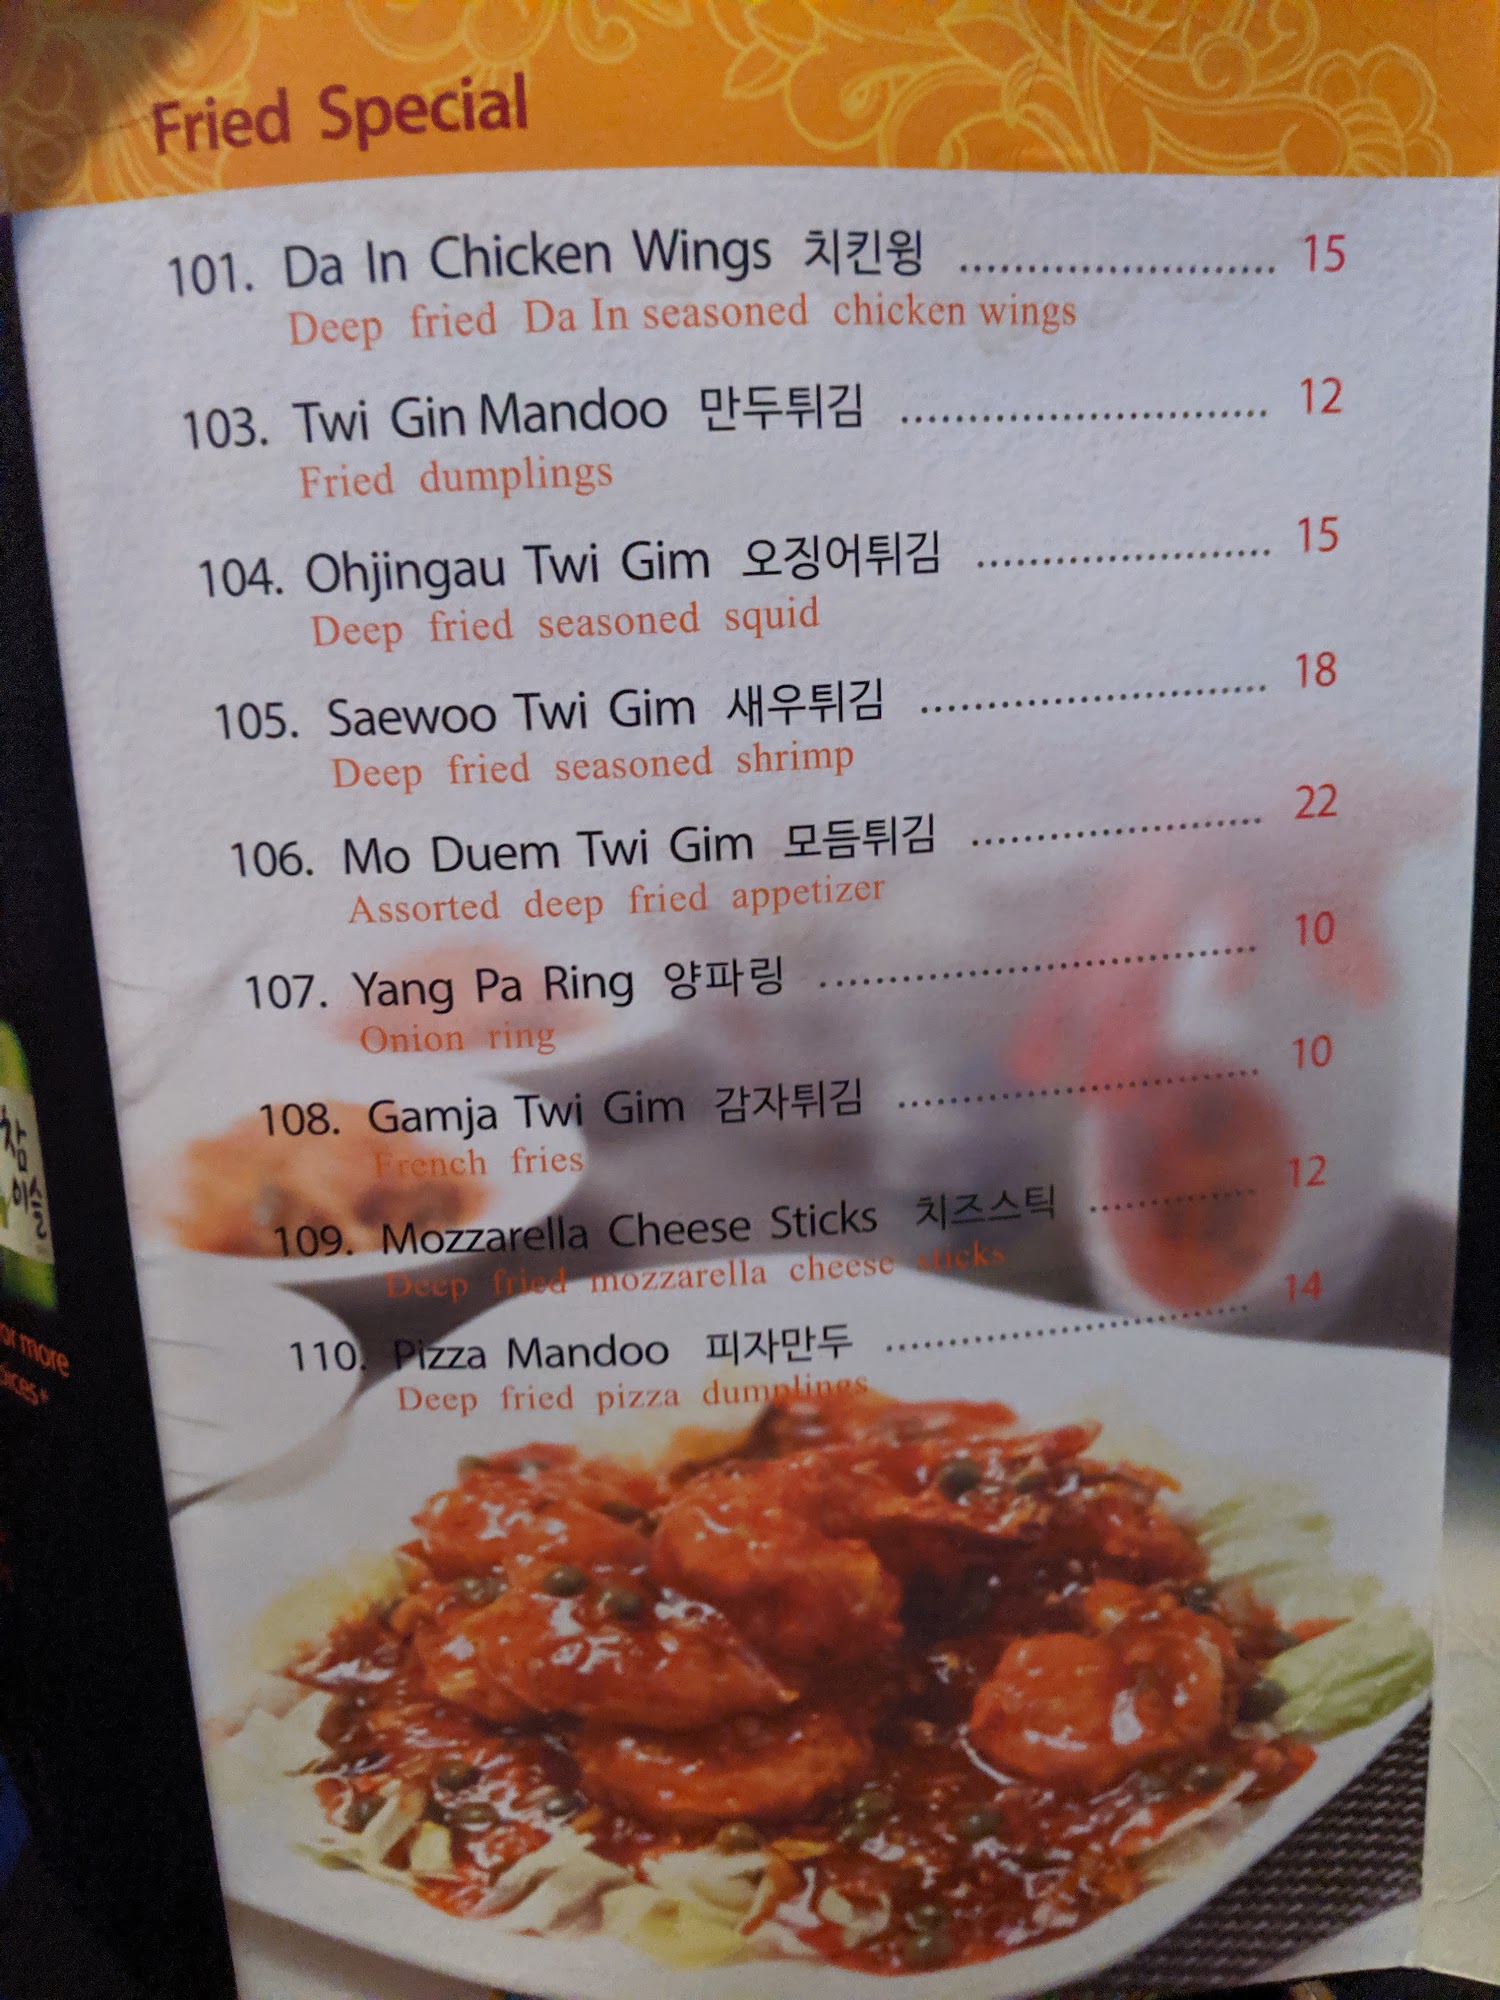 Fried Special
101. Da In Chicken Wings 치킨윙 ........................ 15
Deep fried Da In seasoned chicken wings
103. Twi Gin Mandoo 만두튀김 ........................... 12
Fried dumplings
104. Ohjingau Twi Gim 오징어튀김 ...................... 15
Deep fried seasoned squid
105. Saewoo Twi Gim 새우튀김 .......................... 18
Deep fried seasoned shrimp
106. Mo Duem Twi Gim 모듬튀김 ...................... 22
Assorted deep fried appetizer
107. Yang Pa Ring 양파링 ................................. 10
Onion ring
108. Gamja Twi Gim 감자튀김 ........................... 10
French fries
109. Mozzarella Cheese Sticks 치즈스틱 ............. 12
Deep fried mozzarella cheese sticks
110. Pizza Mandoo 피자만두 ........................... 14
Deep fried pizza dumplings
참
이슬
or more